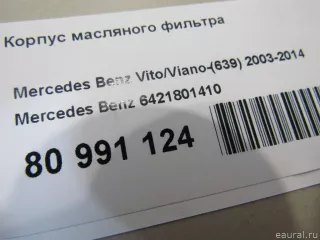 Корпус масляного фильтра
Mercedes Benz Vito/Viano-(639) 2003-2014
Mercedes Benz 6421801410
80 991 124
eaural.ru